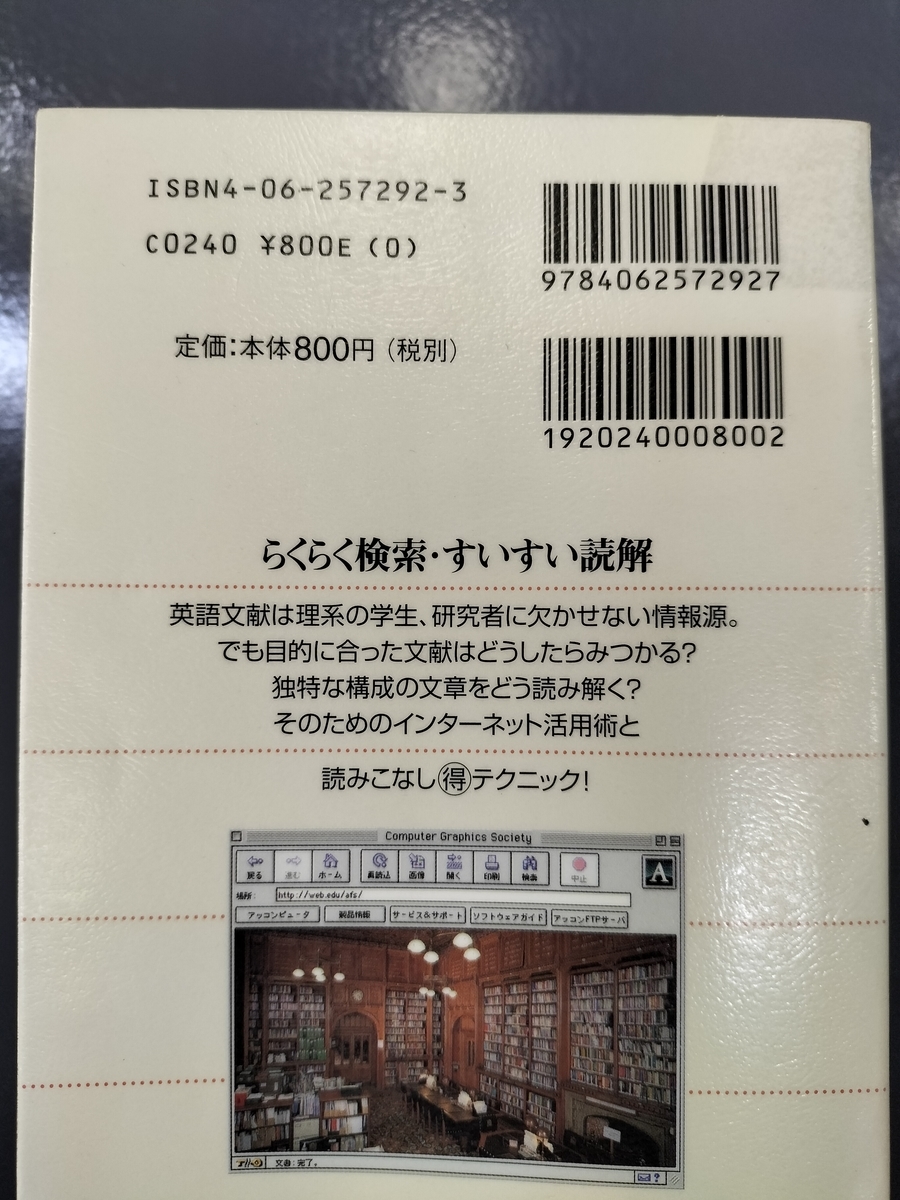 ISBN4-06-257292-3
C0240 ¥800E (0)
9784062572927
定価:本体800円(税別)
1920240008002
らくらく検索・すいすい読解
英語文献は理系の学生、研究者に欠かせない情報源。
でも目的に合った文献はどうしたらみつかる?
独特な構成の文章をどう読み解く?
そのためのインターネット活用術と
読みこなし㊝テクニック!
Computer Graphics Society
戻る 進む ホーム 再読込 画像 開く 印刷 検索 中止
A
場所: http://web.edu/afs/
アッコンピュータ 製品情報 サービス&サポート ソフトウェアガイド アッコンFTPサーバ
文書:完了。